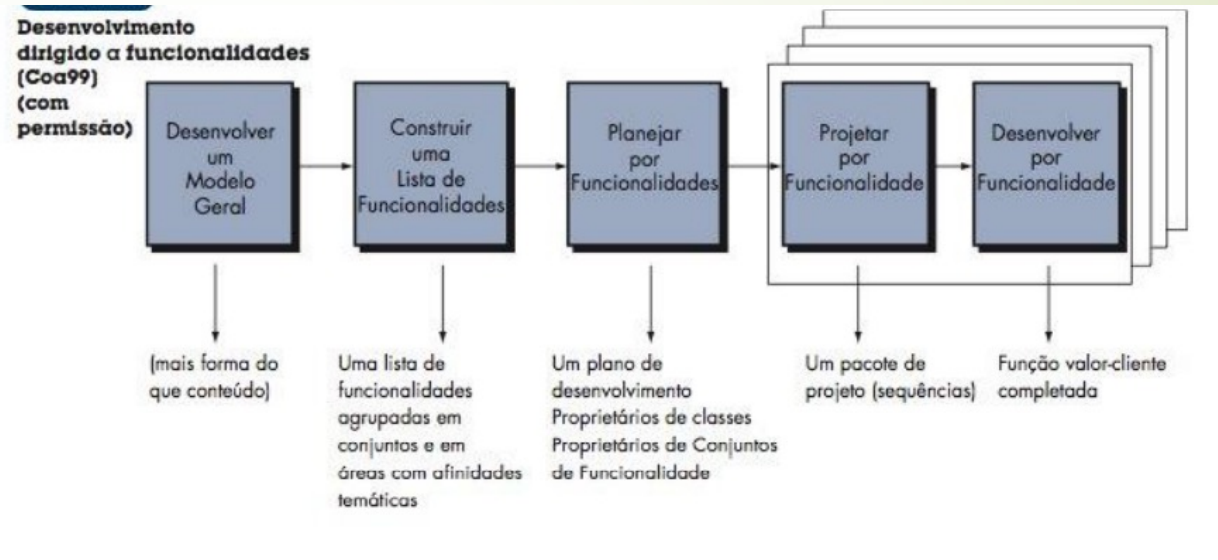 Desenvolvimento
dirigido a funcionalidades
(Coa99)
(com
permissão)
Desenvolver
um
Modelo
Geral
Construir
uma
Lista de
Funcionalidades
Planejar
por
Funcionalidades
Projetar
por
Funcionalidade
Desenvolver
por
Funcionalidade
(mais forma do
que conteúdo)
Uma lista de
funcionalidades
agrupadas em
conjuntos e em
áreas com afinidades
temáticas
Um plano de
desenvolvimento
Proprietários de classes
Proprietários de Conjuntos
de Funcionalidade
Um pacote de
projeto (sequências)
Função valor-cliente
completada